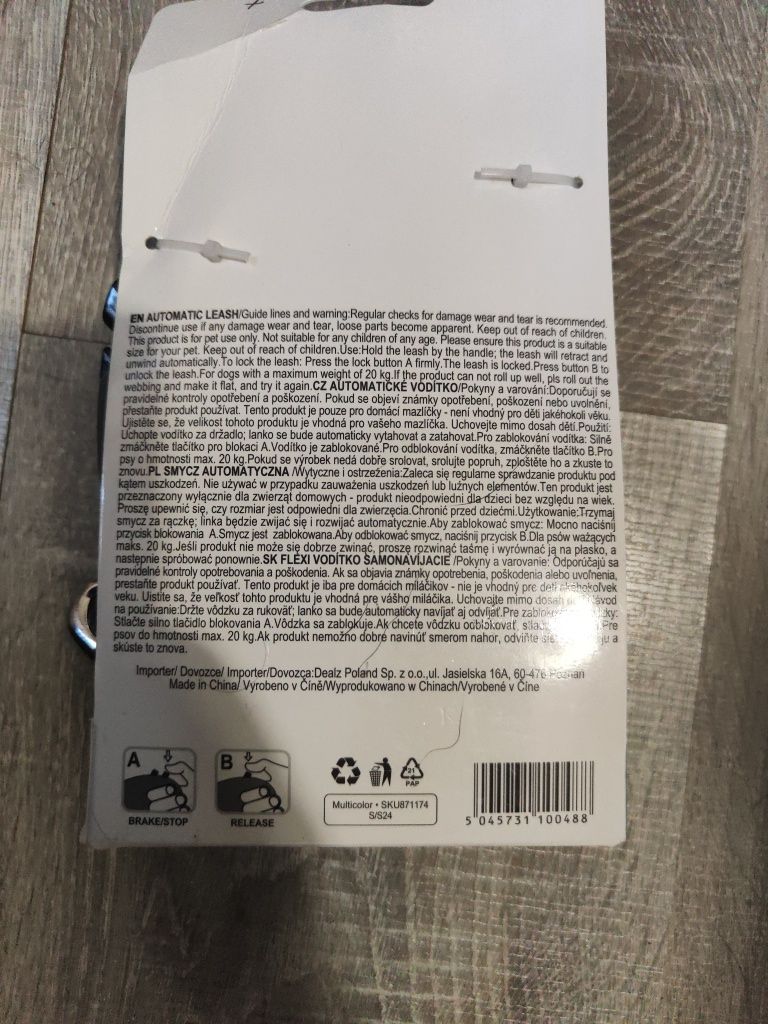 EN AUTOMATIC LEASH/Guide lines and warning:Regular checks for damage wear and tear is recommended.
Discontinue use if any damage wear and tear, loose parts become apparent. Keep out of reach of children.
This product is for pet use only. Not suitable for any children of any age. Please ensure this product is a suitable
size for your pet. Keep out of reach of children.Use:Hold the leash by the handle; the leash will retract and
unwind automatically.To lock the leash: Press the lock button A firmly.The leash is locked.Press button B to
unlock the leash.For dogs with a maximum weight of 20 kg.If the product can not roll up well, pls roll out the
webbing and make it flat, and try it again.CZ AUTOMATICKÉ VODÍTKO/Pokyny a varování:Doporučují se
pravidelné kontroly opotřebení a poškození. Pokud se objeví známky opotřebení, poškození nebo uvolnění,
přestaňte produkt používat. Tento produkt je pouze pro domácí mazlíčky - není vhodný pro děti jakéhokoli věku.
Ujistěte se, že velikost tohoto produktu je vhodná pro vašeho mazlíčka. Uchovejte mimo dosah dětí.Použití:
Uchopte vodítko za držadlo; lanko se bude automaticky vytahovat a zatahovat.Pro zablokování vodítka: Silně
zmáčkněte tlačítko pro blokaci A.Vodítko je zablokované.Pro odblokování vodítka, zmáčkněte tlačítko B.Pro
psy o hmotnosti max. 20 kg.Pokud se výrobek nedá dobře srolovat, srolujte popruh, zploštěte ho a zkuste to
znovu.PL SMYCZ AUTOMATYCZNA /Wytyczne i ostrzeżenia:Zaleca się regularne sprawdzanie produktu pod
kątem uszkodzeń. Nie używać w przypadku zauważenia uszkodzeń lub luźnych elementów.Ten produkt jest
przeznaczony wyłącznie dla zwierząt domowych - produkt nieodpowiedni dla dzieci bez względu na wiek.
Proszę upewnić się, czy rozmiar jest odpowiedni dla zwierzęcia.Chronić przed dziećmi.Użytkowanie:Trzymaj
smycz za rączkę; linka będzie zwijać się i rozwijać automatycznie.Aby zablokować smycz: Mocno naciśnij
przycisk blokowania A.Smycz jest zablokowana.Aby odblokować smycz, naciśnij przycisk B.Dla psów ważących
maks. 20 kg.Jeśli produkt nie może się dobrze zwinąć, proszę rozwinąć taśmę i wyrównać ją na płasko, a
następnie spróbować ponownie.SK FLEXI VODÍTKO SAMONAVÍJACIE /Pokyny a varovanie: Odporúčajú sa
pravidelné kontroly opotrebovania a poškodenia. Ak sa objavia známky opotrebenia, poškodenia alebo uvoľnenia,
prestaňte produkt používať. Tento produkt je iba pre domácich miláčikov - nie je vhodný pre deti akéhokoľvek
veku. Uistite sa, že veľkosť tohto produktu je vhodná pre vášho miláčika. Uchovajte mimo dosah
na používanie:Držte vôdzku za rukoväť; lanko sa bude automaticky navíjať aj odvíjať.Pre
Stlačte silno tlačidlo blokovania A.Vôdzka sa zablokuje.Ak chcete vôdzku odblokovať, Pre
psov do hmotnosti max. 20 kg.Ak produkt nemožno dobre navinúť smerom nahor, odviňte a
skúste to znova.
Importer/ Dovozce/ Importer/Dovozca:Dealz Poland Sp. z o.o.,ul. Jasielska 16A, 60-476 Poznan
Made in China/ Vyrobeno v Číně/Wyprodukowano w Chinach/Vyrobené v Číne
A B
BRAKE/STOP RELEASE
21
PAP
Multicolor • SKU871174
S/S24
5 045731 100488